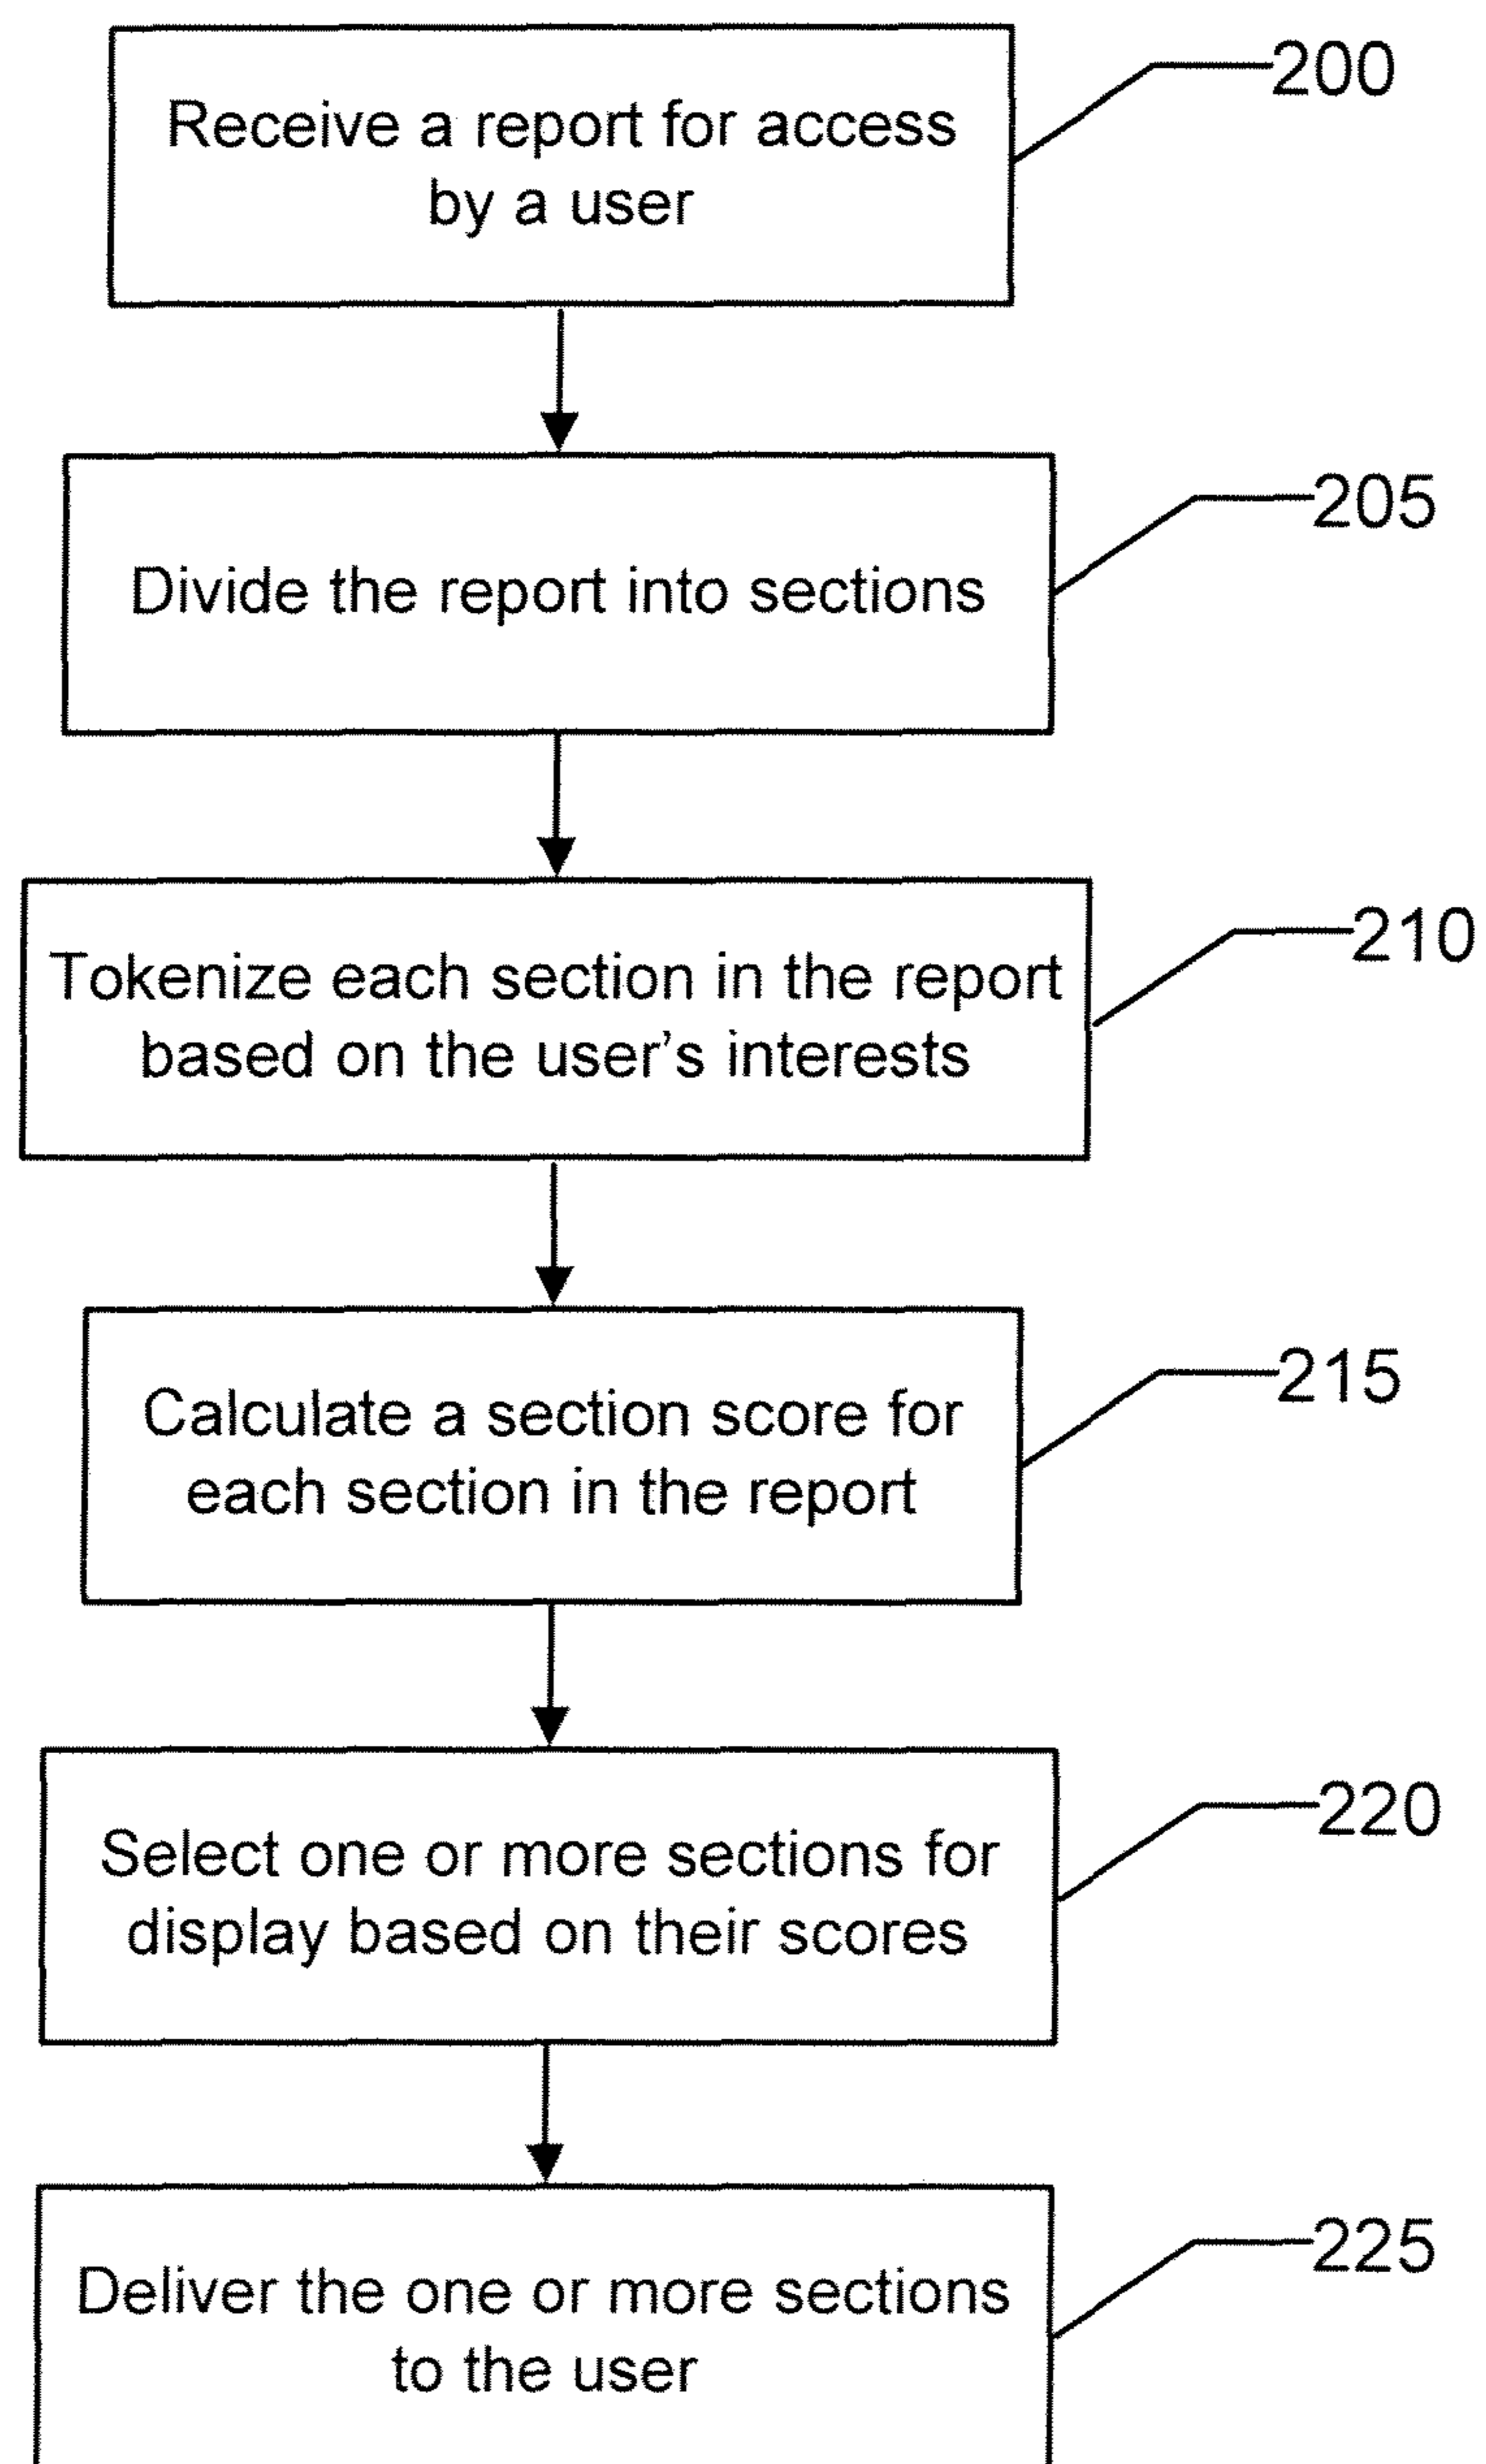 Receive a report for access
by a user
200
Divide the report into sections
205
Tokenize each section in the report
based on the user's interests
210
Calculate a section score for
each section in the report
215
Select one or more sections for
display based on their scores
220
Deliver the one or more sections
to the user
225